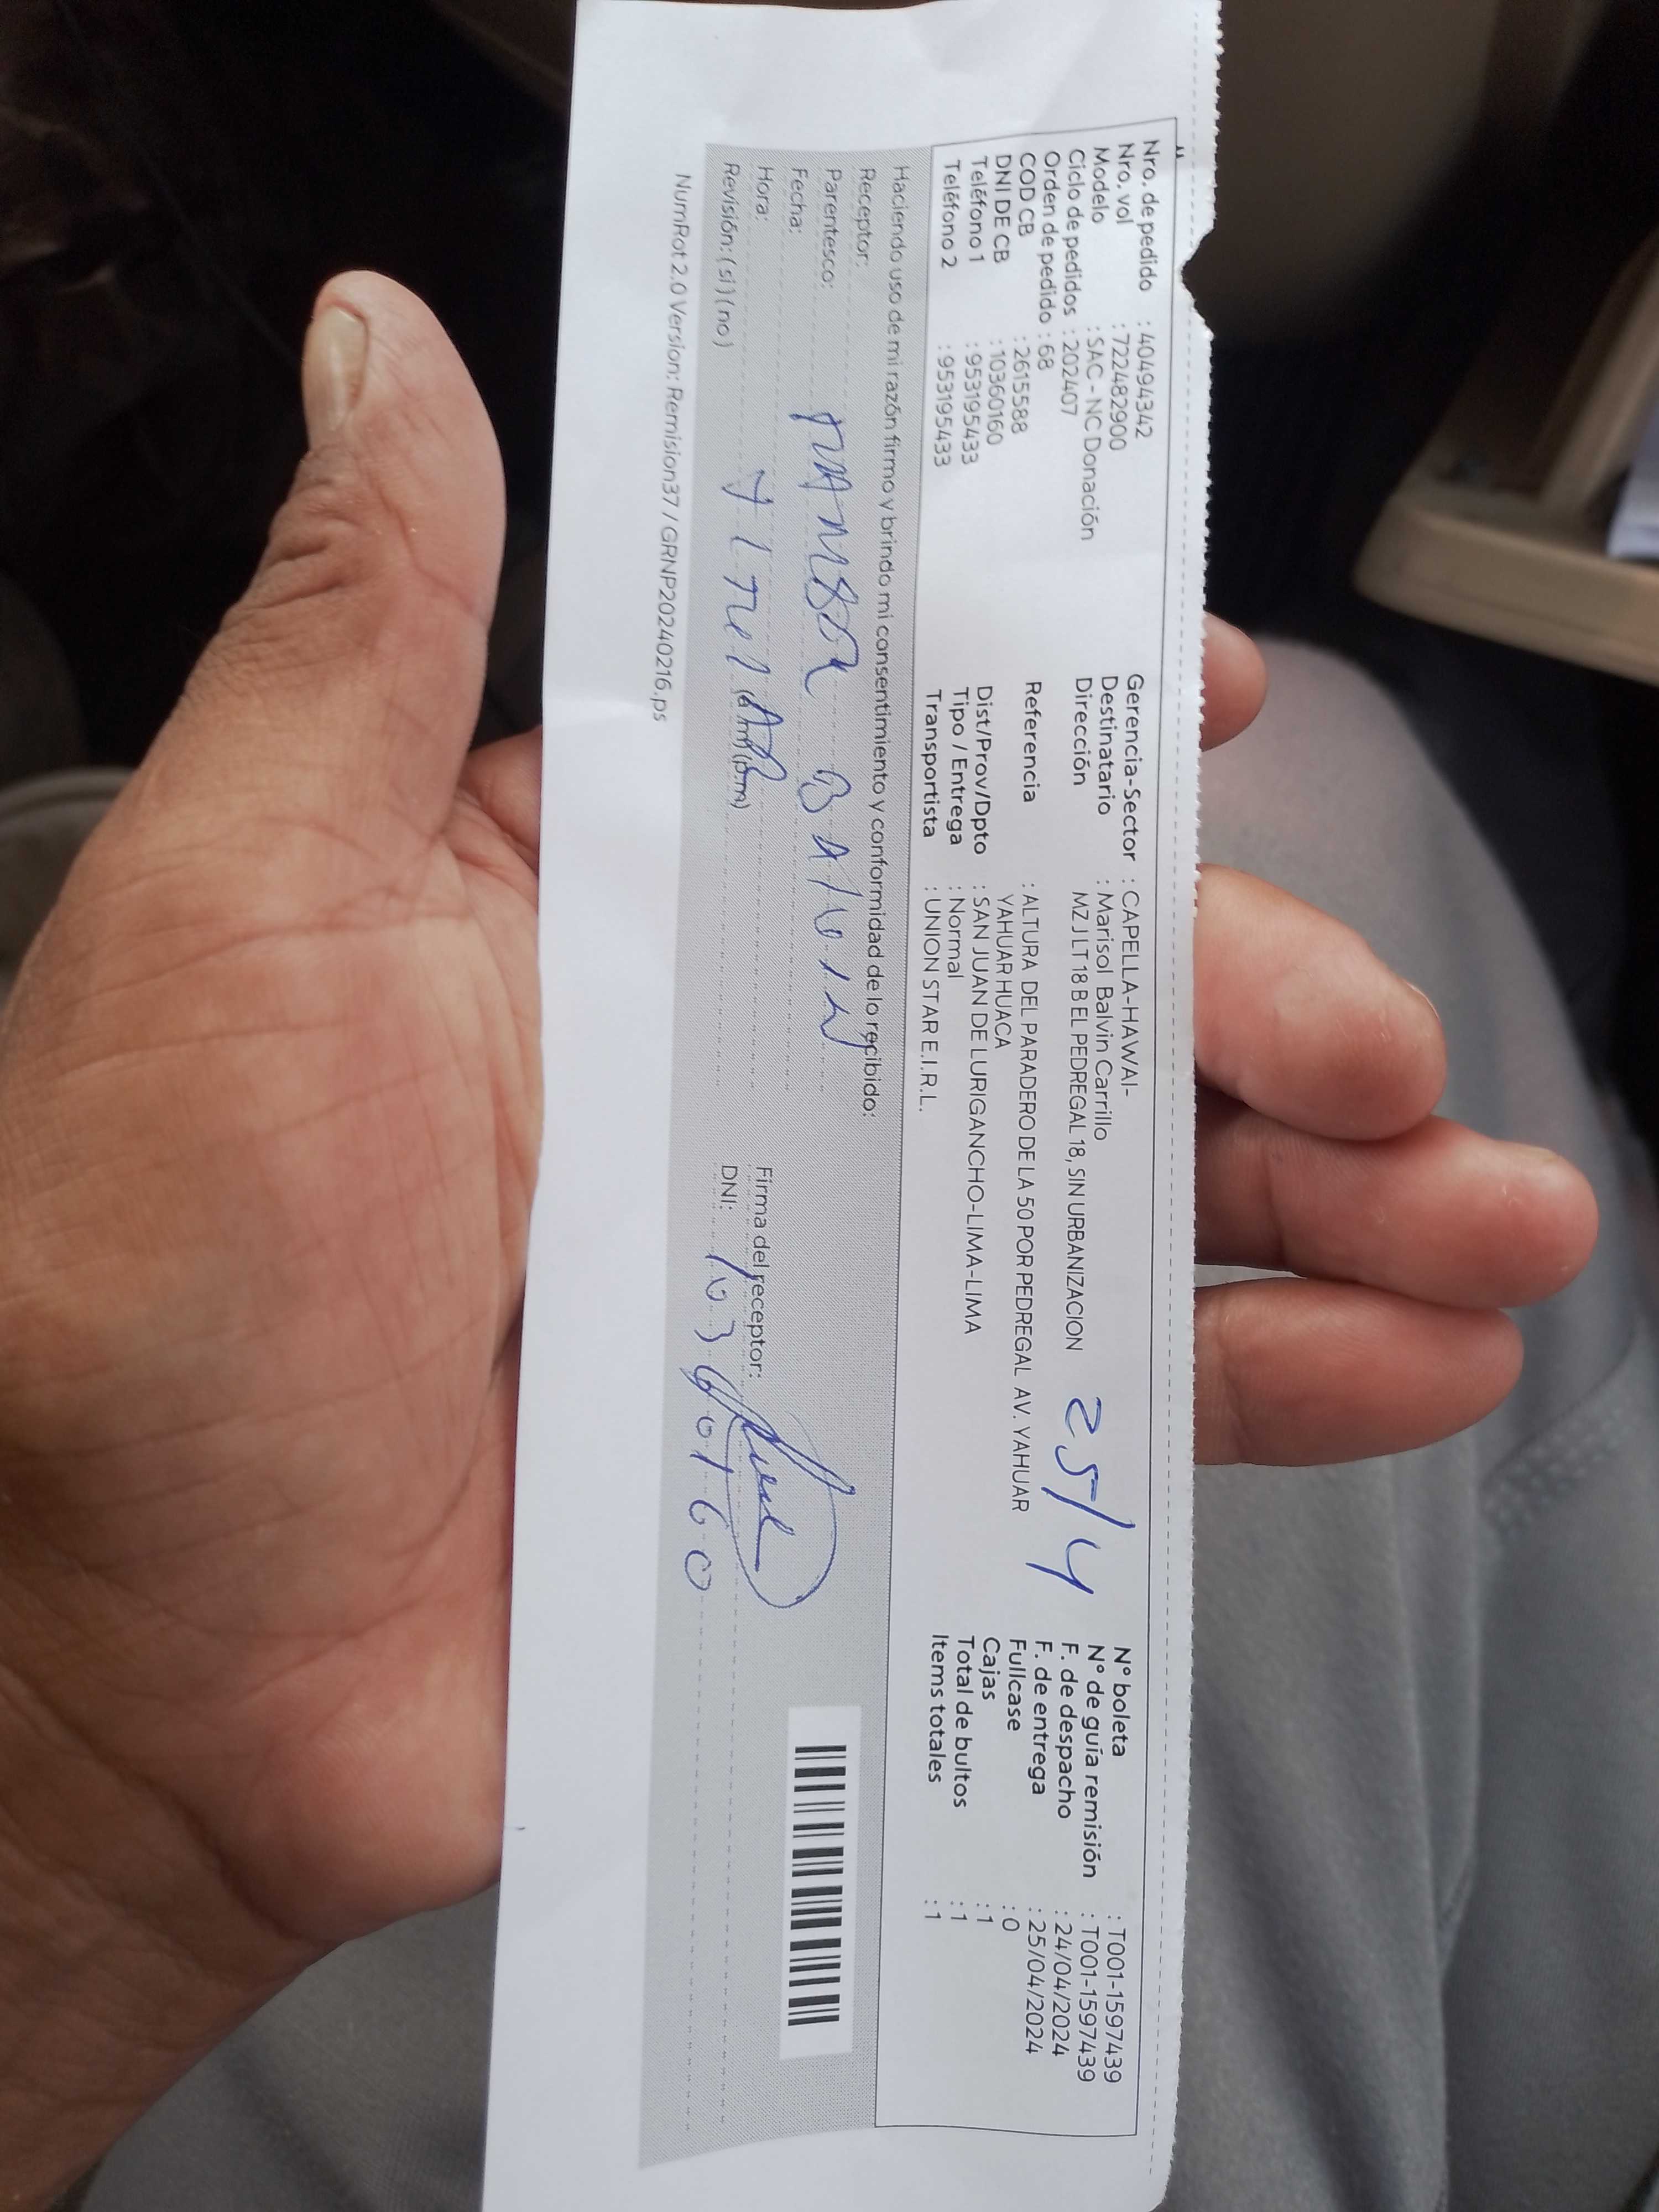 Nro. de pedido : 40494342
Nro. vol : 722482900
Modelo : SAC - NC Donación
Ciclo de pedidos : 202407
Orden de pedido : 68
COD CB : 2615588
DNI DE CB : 10360160
Teléfono 1 : 953195433
Teléfono 2 : 953195433
Gerencia-Sector : CAPELLA-HAWAI-
Destinatario : Marisol Balvin Carrillo
Dirección MZ J LT 18 B EL PEDREGAL 18, SIN URBANIZACION
Referencia : ALTURA DEL PARADERO DE LA 50 POR PEDREGAL AV. YAHUAR
YAHUAR HUACA
Dist/Prov/Dpto : SAN JUAN DE LURIGANCHO-LIMA-LIMA
Tipo / Entrega : Normal
Transportista : UNION STAR E.I.R.L.
25/4
N° boleta : T001-1597439
N° de guía remisión : T001-1597439
F. de despacho : 24/04/2024
F. de entrega : 25/04/2024
Fullcase : 0
Cajas : 1
Total de bultos : 1
Items totales : 1
Haciendo uso de mi razón firmo y brindo mi consentimiento y conformidad de lo recibido:
Receptor:
Parentesco:
Fecha:
Hora: (am)(pm)
Revisión: (si) (no)
Firma del receptor:
DNI: 10360160
NumRot 2.0 Version: Remision37 / GRNP20240216.ps